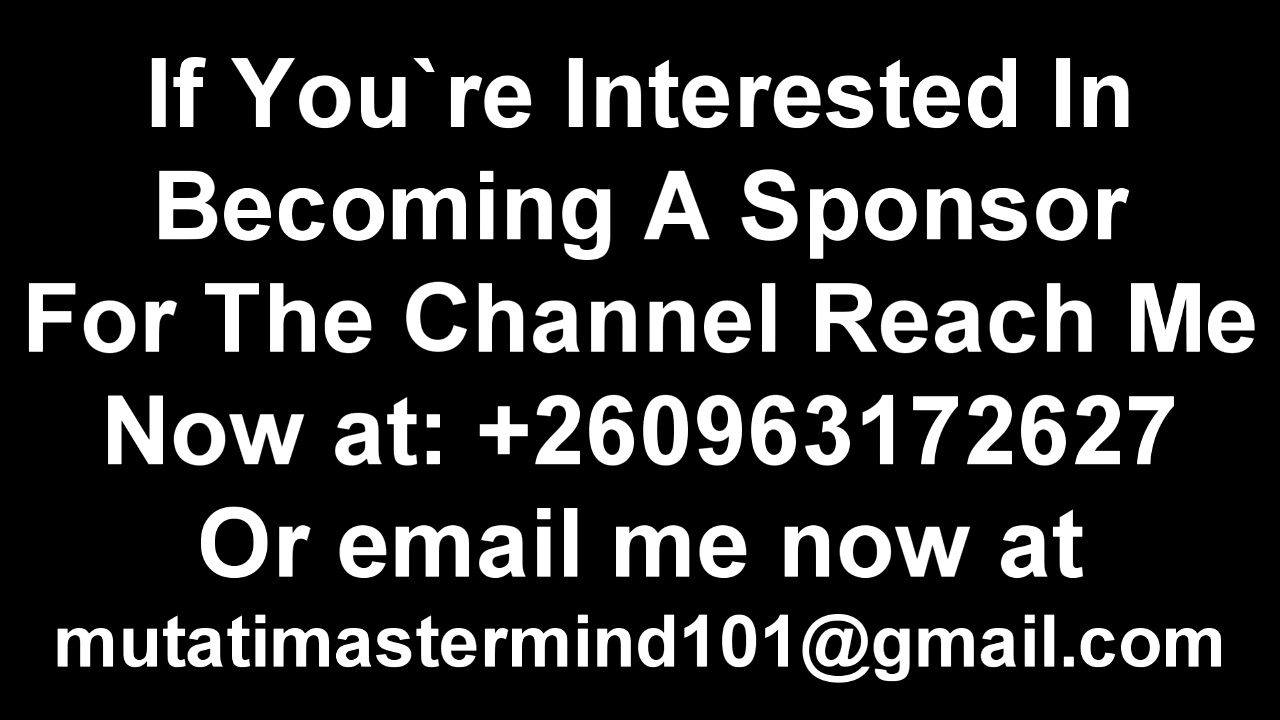 If You`re Interested In
Becoming A Sponsor
For The Channel Reach Me
Now at: +260963172627
Or email me now at
mutatimastermind101@gmail.com